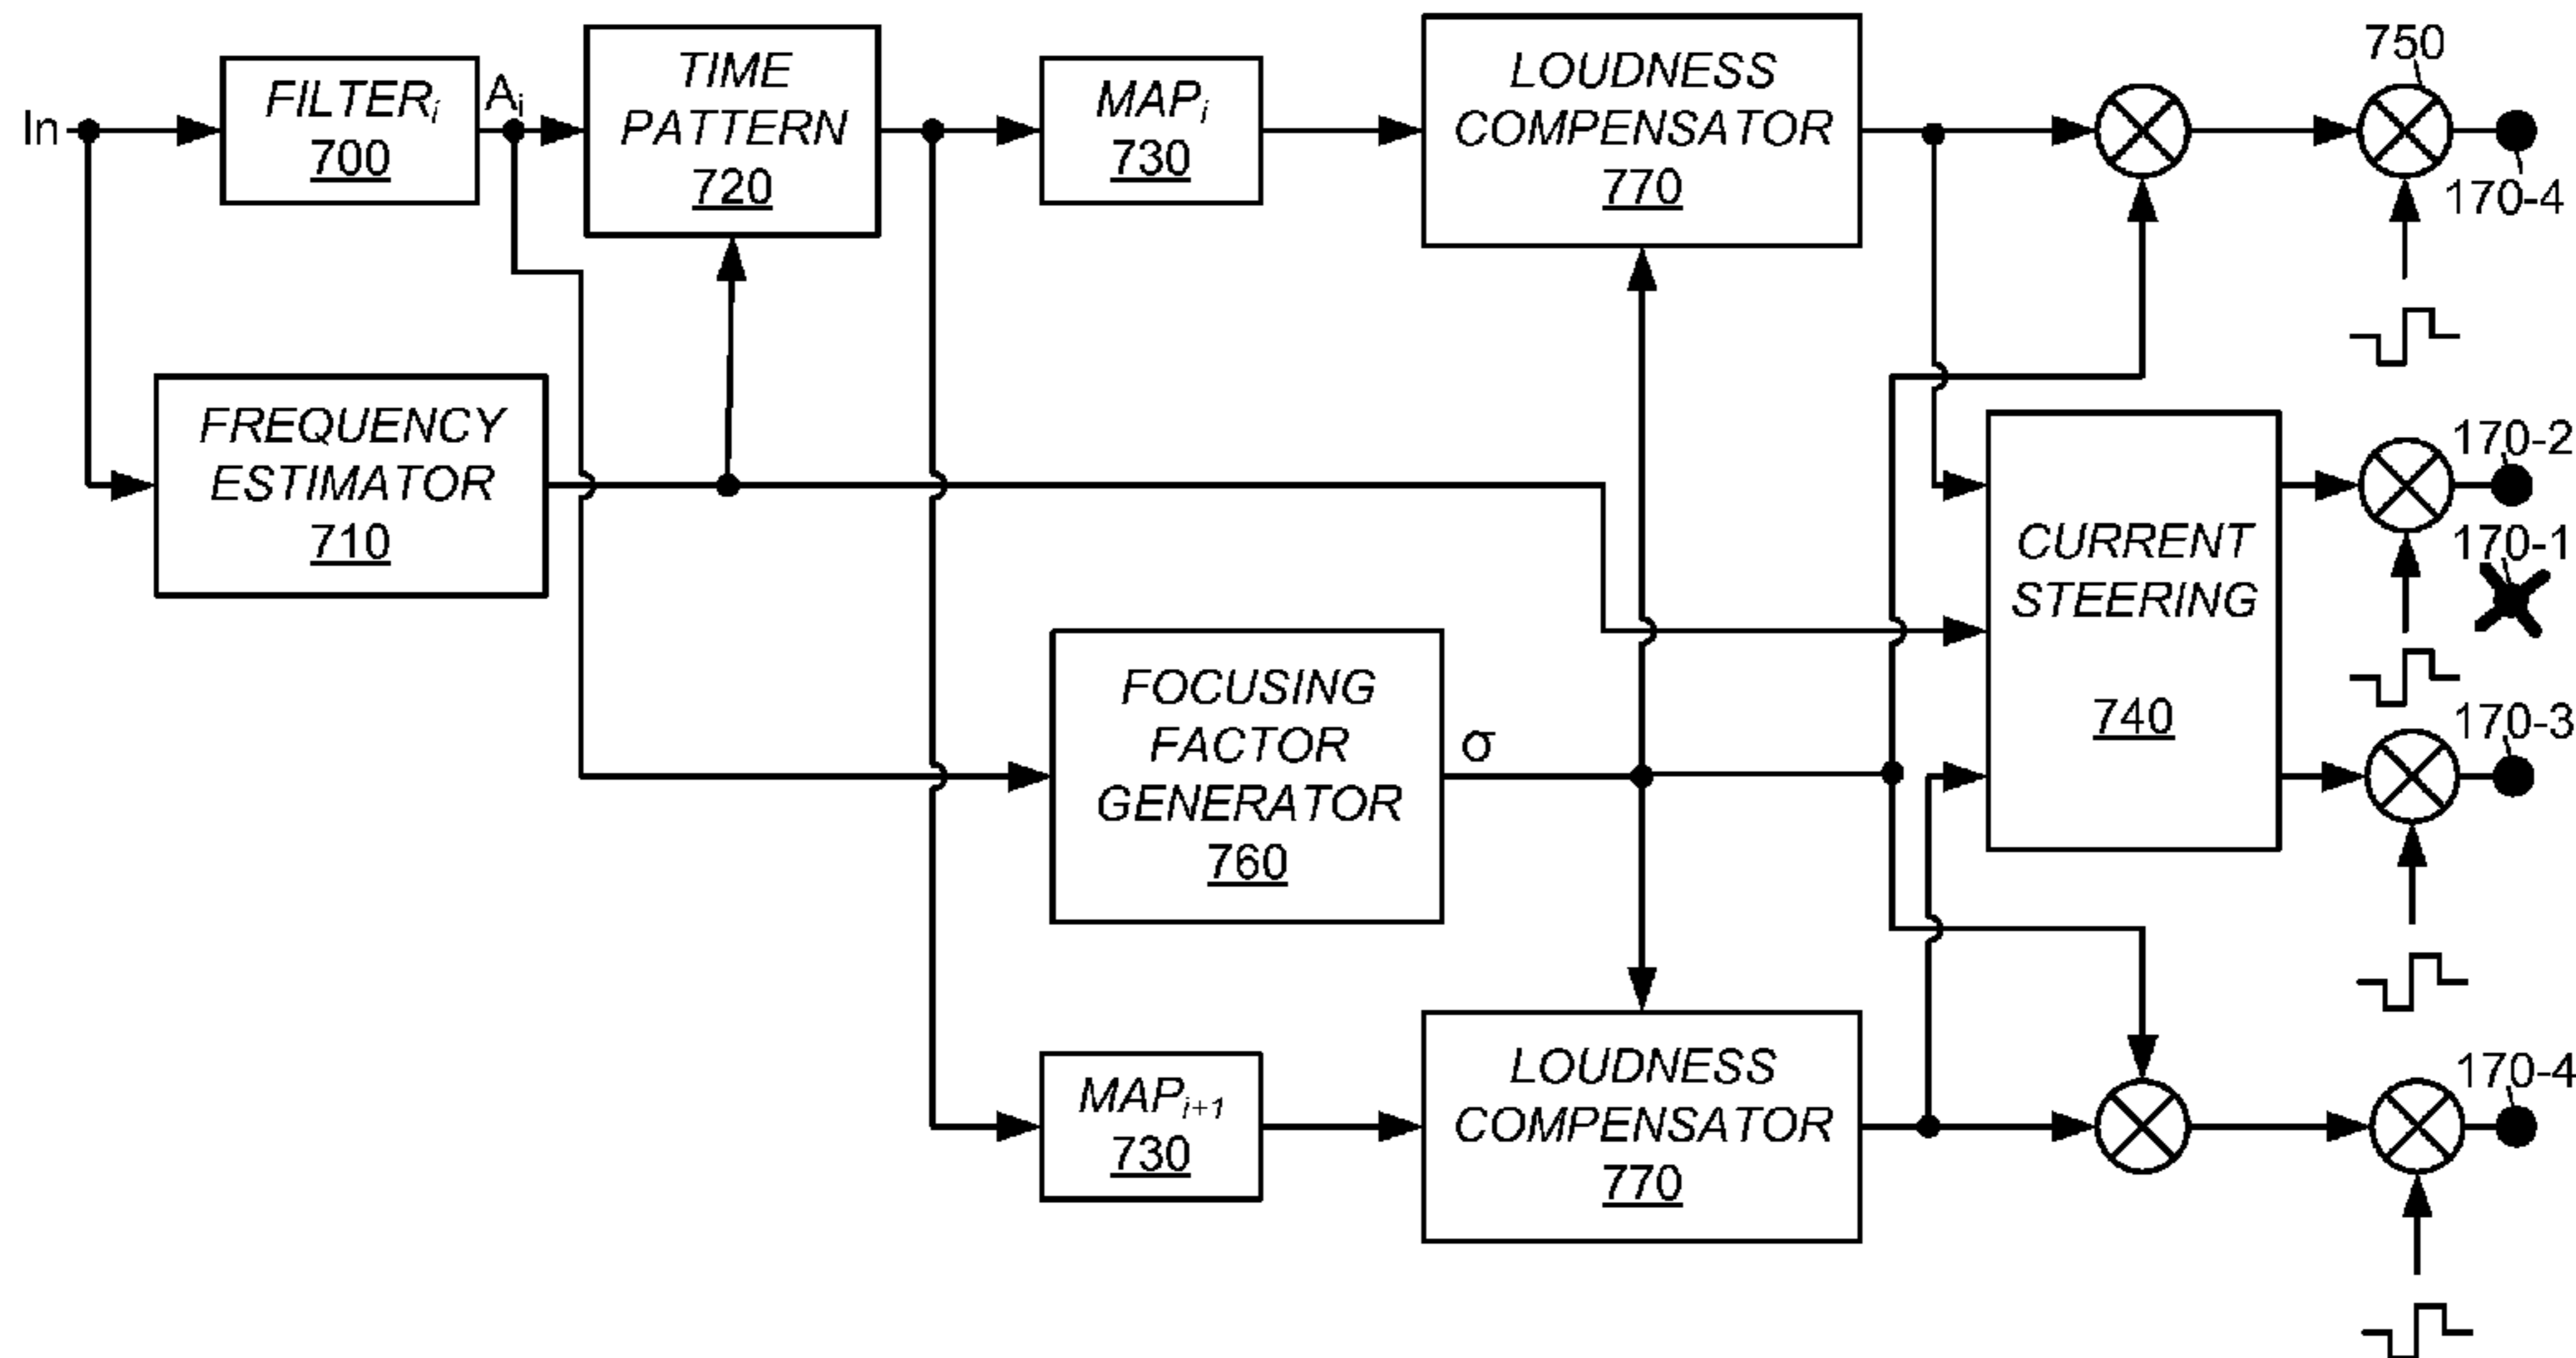 In
FILTERi
700
Ai
TIME
PATTERN
720
MAPi
730
LOUDNESS
COMPENSATOR
770
750
170-4
FREQUENCY
ESTIMATOR
710
FOCUSING
FACTOR
GENERATOR
760
σ
CURRENT
STEERING
740
170-2
170-1
170-3
MAPi+1
730
LOUDNESS
COMPENSATOR
770
170-4